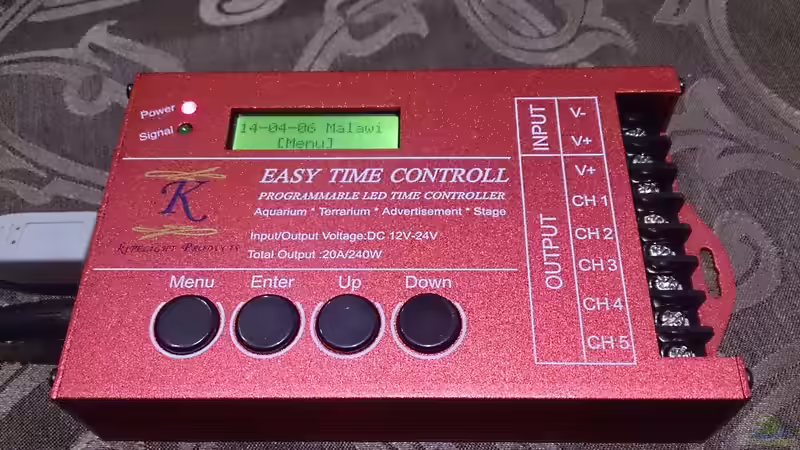 Power
Signal
14-04-06 Malawi
[Menu]
EASY TIME CONTROLL
PROGRAMMABLE LED TIME CONTROLLER
Aquarium * Terrarium * Advertisement * Stage
K
Input/Output Voltage:DC 12V-24V
Total Output :20A/240W
Menu
Enter
Up
Down
INPUT
V-
V+
OUTPUT
V+
CH 1
CH 2
CH 3
CH 4
CH 5